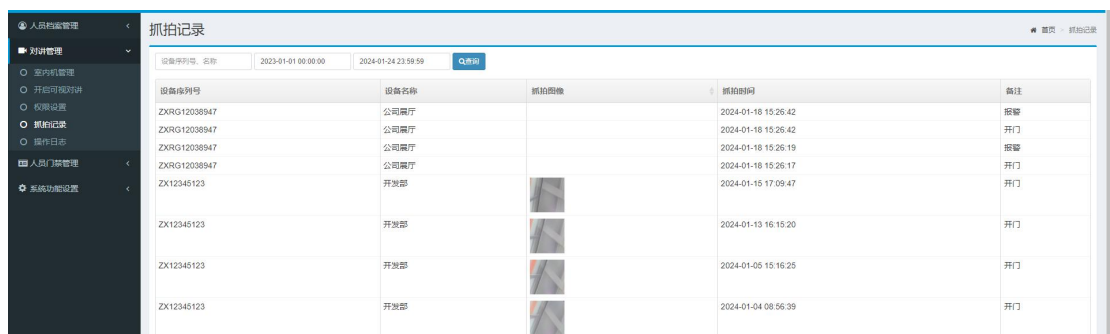 人员档案管理
对讲管理
室内机管理
开启可视对讲
权限设置
抓拍记录
操作日志
人员门禁管理
系统功能设置
抓拍记录
首页 > 抓拍记录
设备序列号、名称 2023-01-01 00:00:00 2024-01-24 23:59:59 查询
设备序列号 设备名称 抓拍图像 抓拍时间 备注
ZXRG12038947 公司展厅 2024-01-18 15:26:42 报警
ZXRG12038947 公司展厅 2024-01-18 15:26:42 开门
ZXRG12038947 公司展厅 2024-01-18 15:26:19 报警
ZXRG12038947 公司展厅 2024-01-18 15:26:17 开门
ZX12345123 开发部 2024-01-15 17:09:47 开门
ZX12345123 开发部 2024-01-13 16:15:20 开门
ZX12345123 开发部 2024-01-05 15:16:25 开门
ZX12345123 开发部 2024-01-04 08:56:39 开门